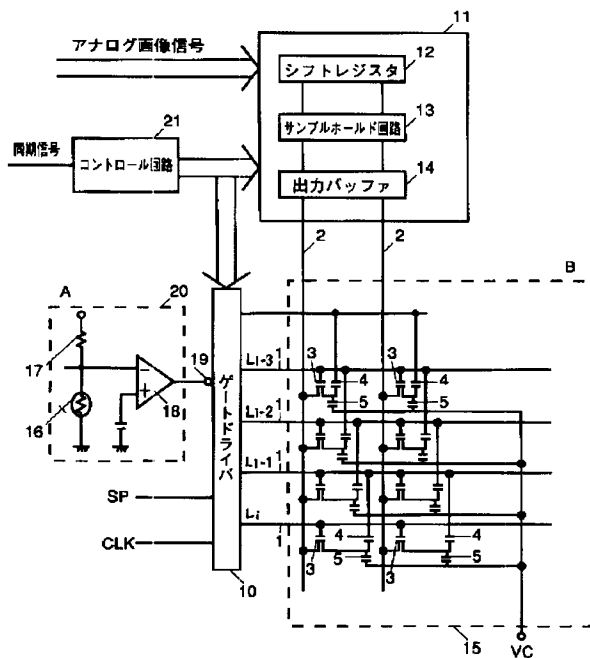 11
アナログ画像信号
シフトレジスタ
12
サンプルホールド回路
13
出力バッファ
14
21
同期信号
コントロール回路
2
2
B
A
20
17
16
18
19
ゲートドライバ
SP
CLK
10
Li-3
1
3
4
5
3
4
5
Li-2
1
Li-1
1
Li
1
3
4
5
3
4
5
15
VC